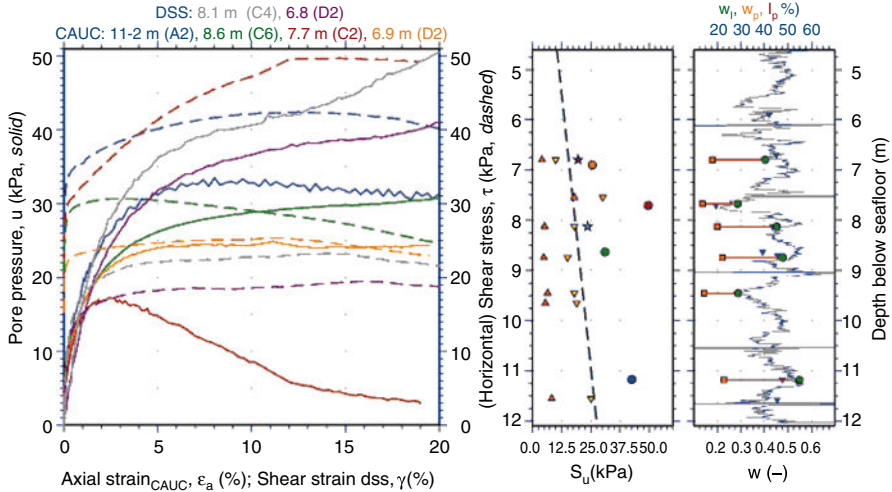 DSS: 8.1 m (C4), 6.8 (D2)
CAUC: 11-2 m (A2), 8.6 m (C6), 7.7 m (C2), 6.9 m (D2)
Pore pressure, u (kPa, solid)
50
40
30
20
10
0
0 5 10 15 20
Axial strainCAUC, εa (%); Shear strain dss, γ(%)
50
40
30
20
10
0
(Horizontal) Shear stress, τ (kPa, dashed)
5
6
7
8
9
10
11
12
0.0 12.5 25.0 37.5 50.0
Su(kPa)
wl, wp, Ip %)
20 30 40 50 60
5
6
7
8
9
10
11
12
Depth below seafloor (m)
0.2 0.3 0.4 0.5 0.6
w (–)